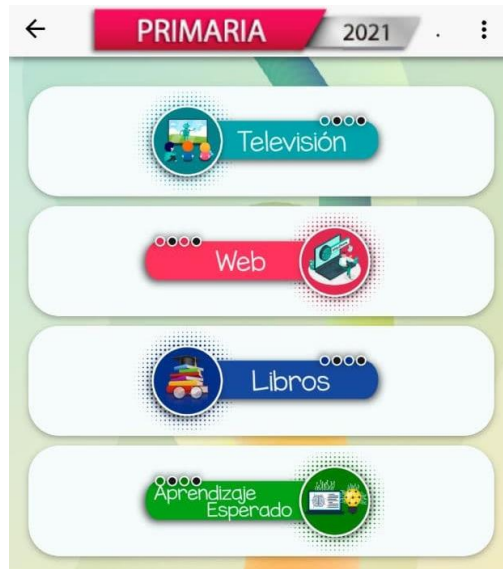 PRIMARIA 2021
Televisión
Web
Libros
Aprendizaje
Esperado